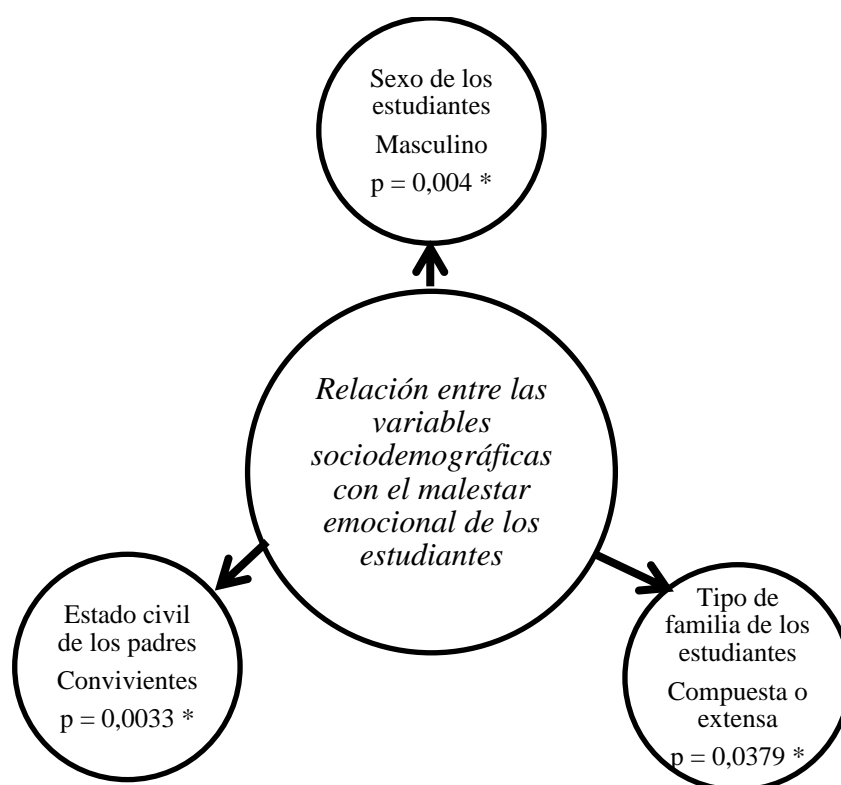 Sexo de los
estudiantes
Masculino
p = 0,004 *
Relación entre las
variables
sociodemográficas
con el malestar
emocional de los
estudiantes
Estado civil
de los padres
Convivientes
p = 0,0033 *
Tipo de
familia de los
estudiantes
Compuesta o
extensa
p = 0,0379 *